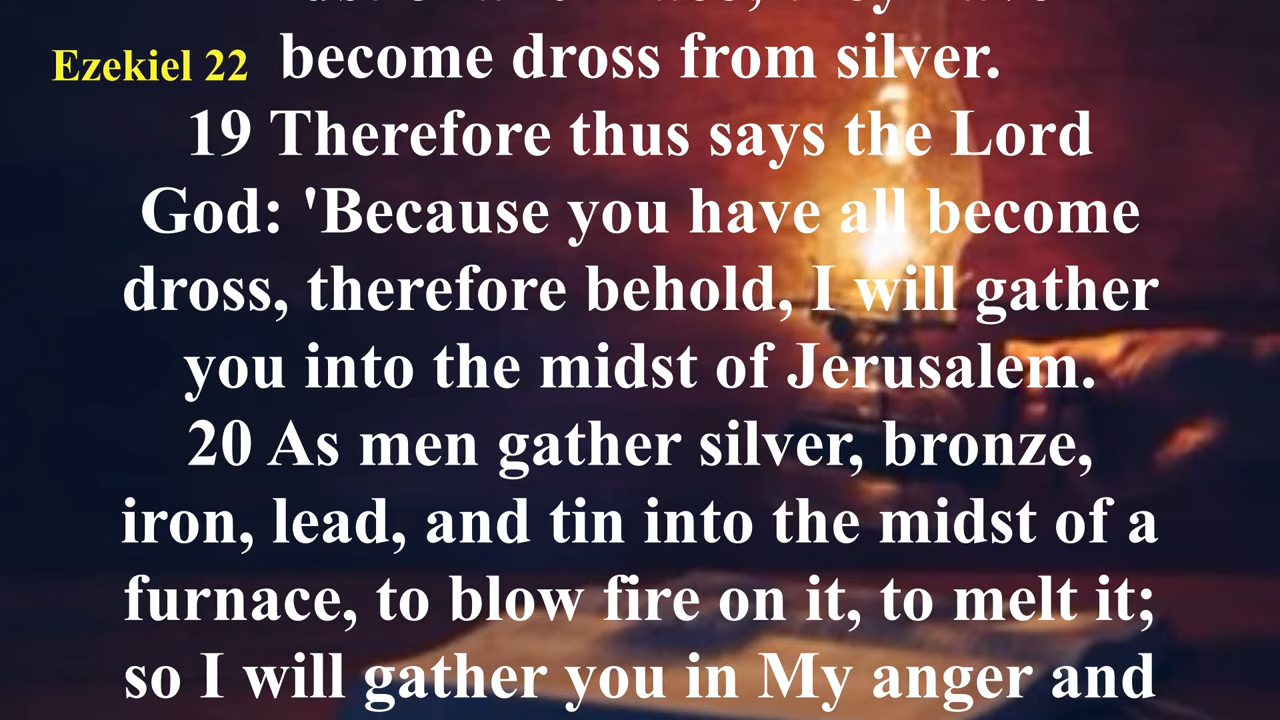 Ezekiel 22
become dross from silver.
19 Therefore thus says the Lord
God: 'Because you have all become
dross, therefore behold, I will gather
you into the midst of Jerusalem.
20 As men gather silver, bronze,
iron, lead, and tin into the midst of a
furnace, to blow fire on it, to melt it;
so I will gather you in My anger and